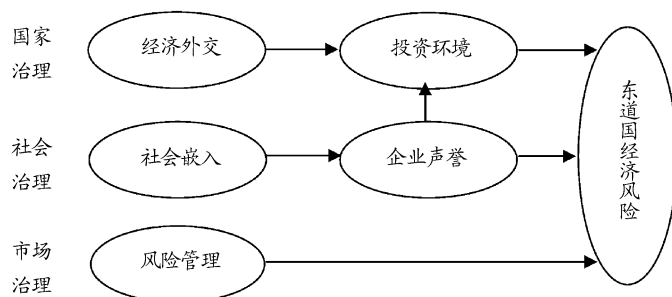 国家
治理
经济外交
投资环境
社会
治理
社会嵌入
企业声誉
市场
治理
风险管理
东道国经济风险